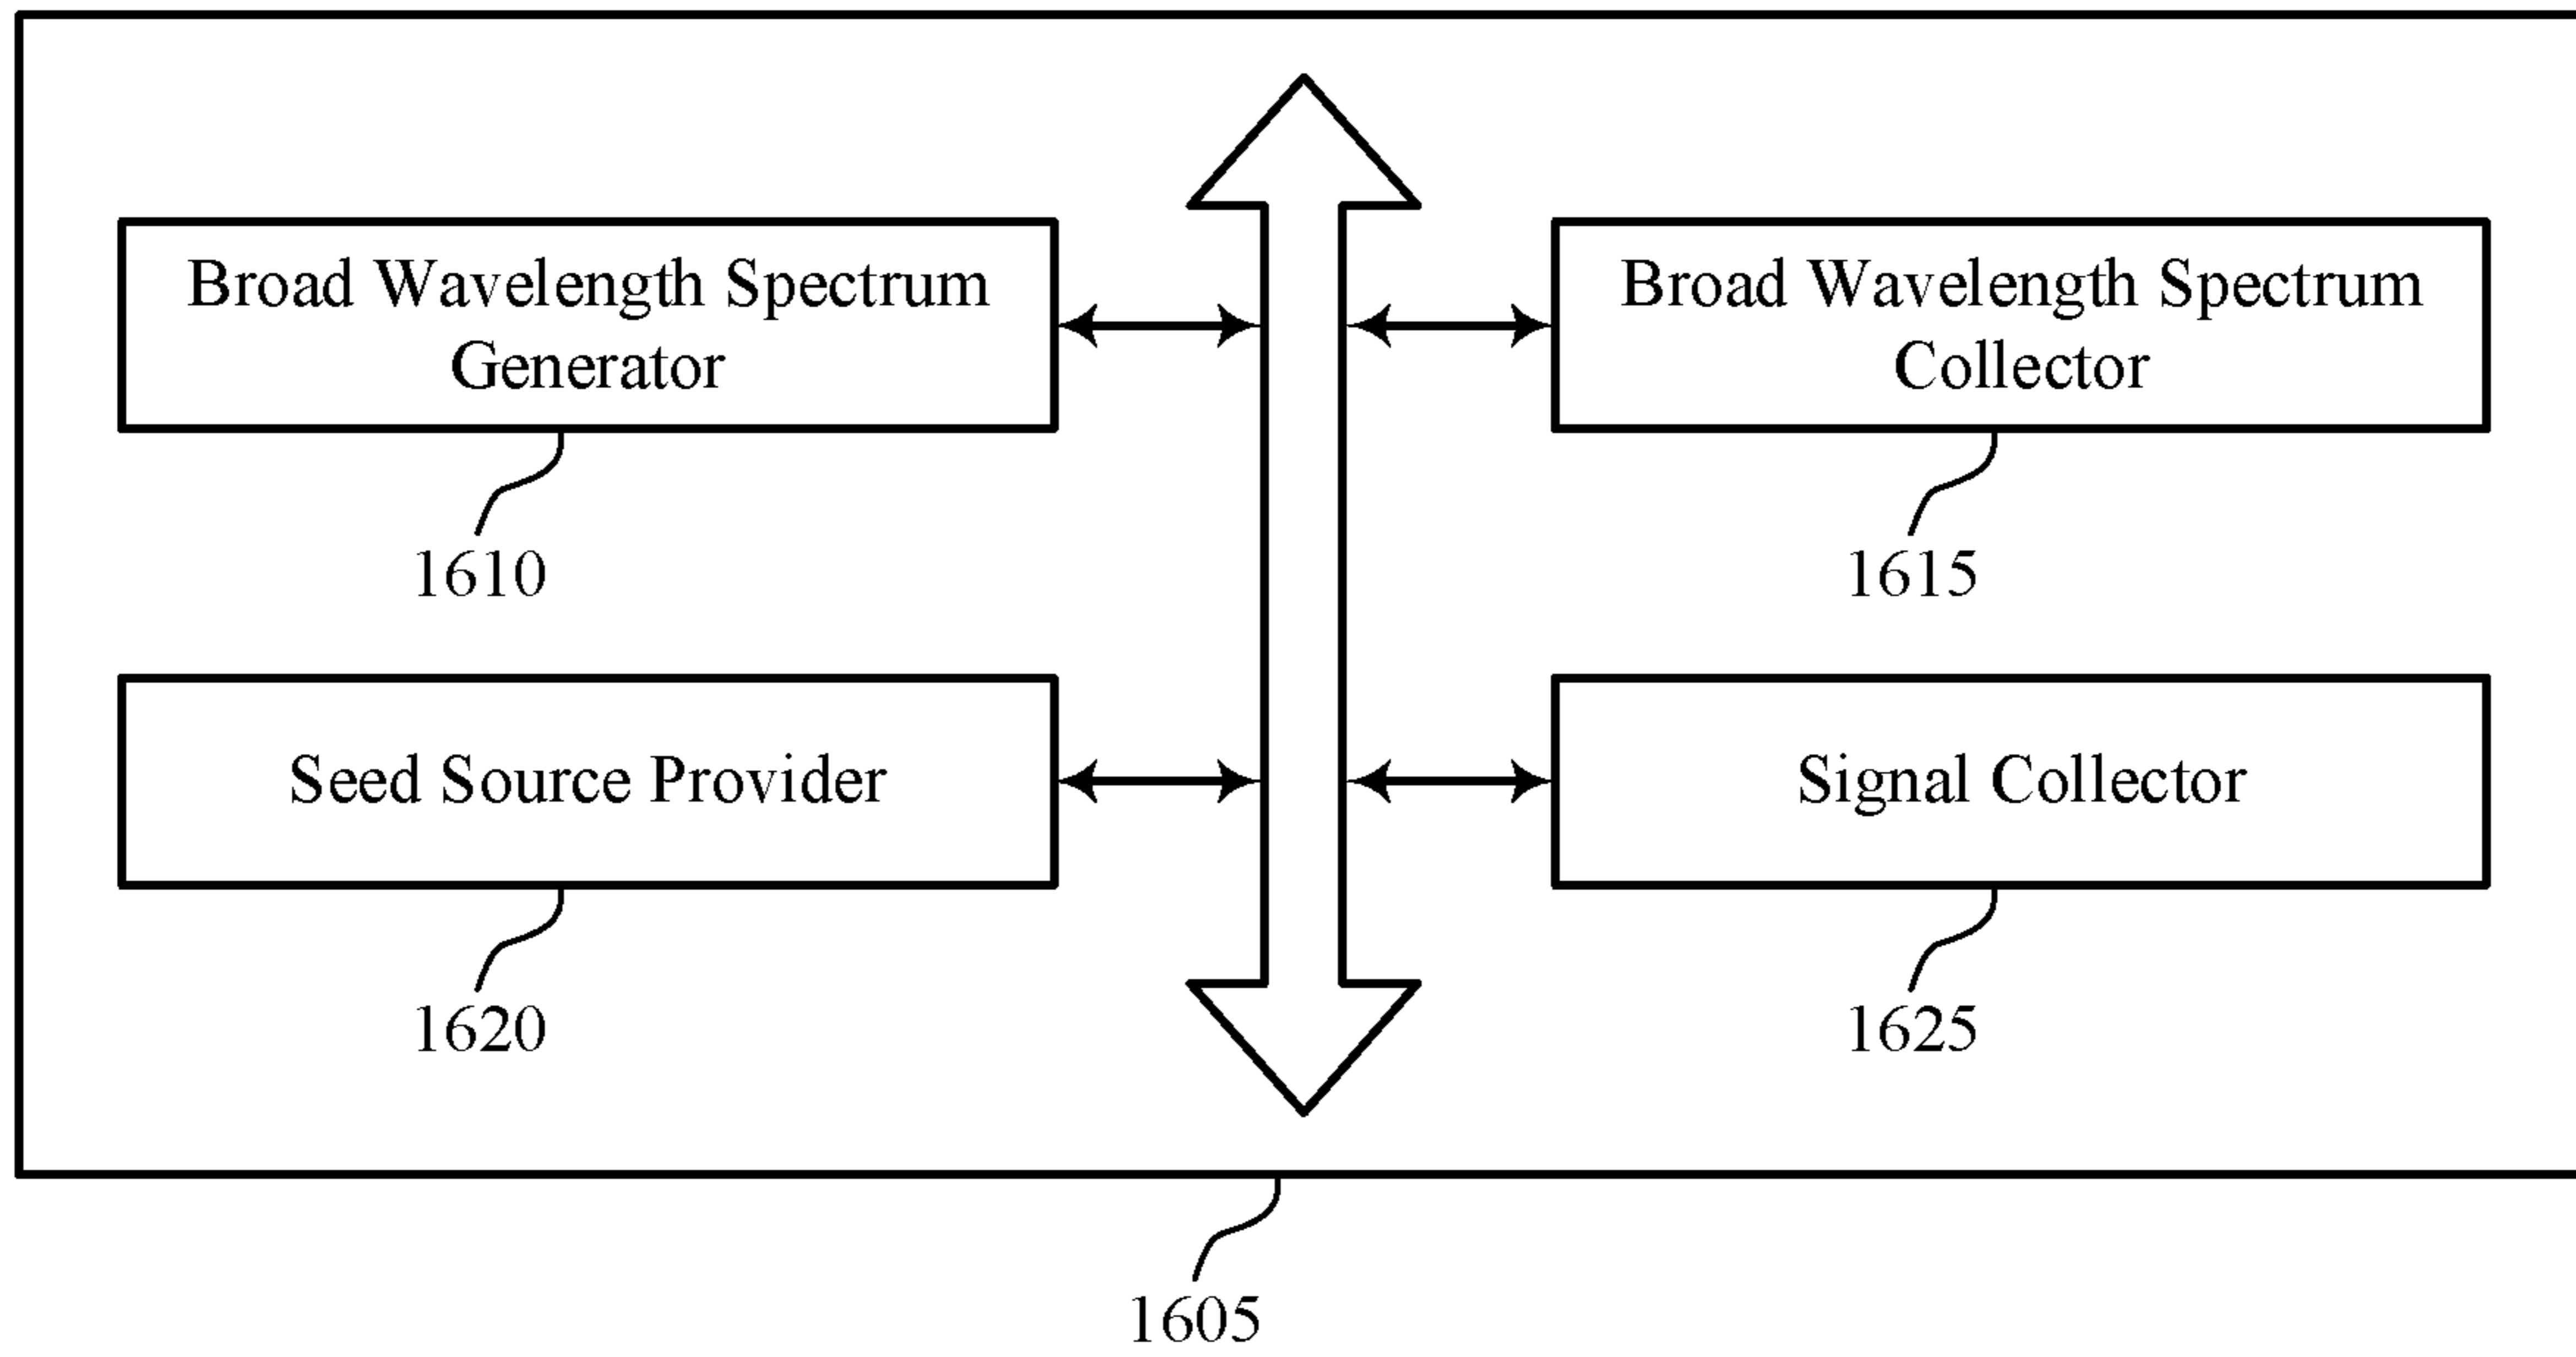 Broad Wavelength Spectrum
Generator
1610
Broad Wavelength Spectrum
Collector
1615
Seed Source Provider
1620
Signal Collector
1625
1605